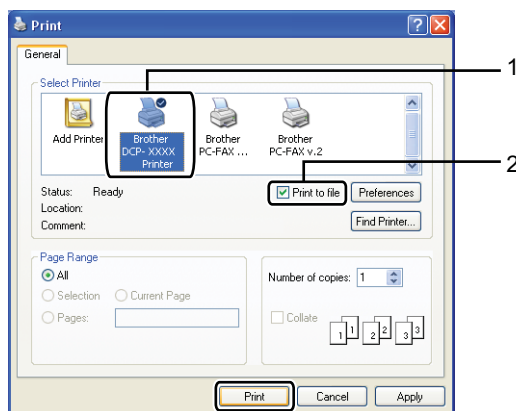 Print
General
Select Printer
1
Add Printer
Brother DCP- XXXX Printer
Brother PC-FAX ...
Brother PC-FAX v.2
2
Status: Ready
Print to file
Preferences
Location:
Comment:
Find Printer...
Page Range
All
Number of copies: 1
Selection
Current Page
Pages:
Collate
1 1 2 2 3 3
Print
Cancel
Apply